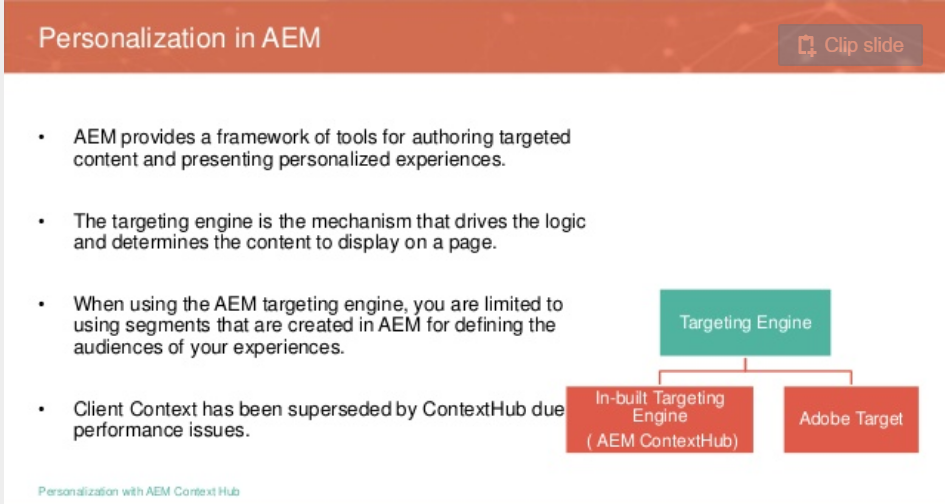 Personalization in AEM
Clip slide
• AEM provides a framework of tools for authoring targeted
content and presenting personalized experiences.
• The targeting engine is the mechanism that drives the logic
and determines the content to display on a page.
• When using the AEM targeting engine, you are limited to
using segments that are created in AEM for defining the
audiences of your experiences.
• Client Context has been superseded by ContextHub due
performance issues.
Targeting Engine
In-built Targeting
Engine
( AEM ContextHub)
Adobe Target
Personalization with AEM Context Hub